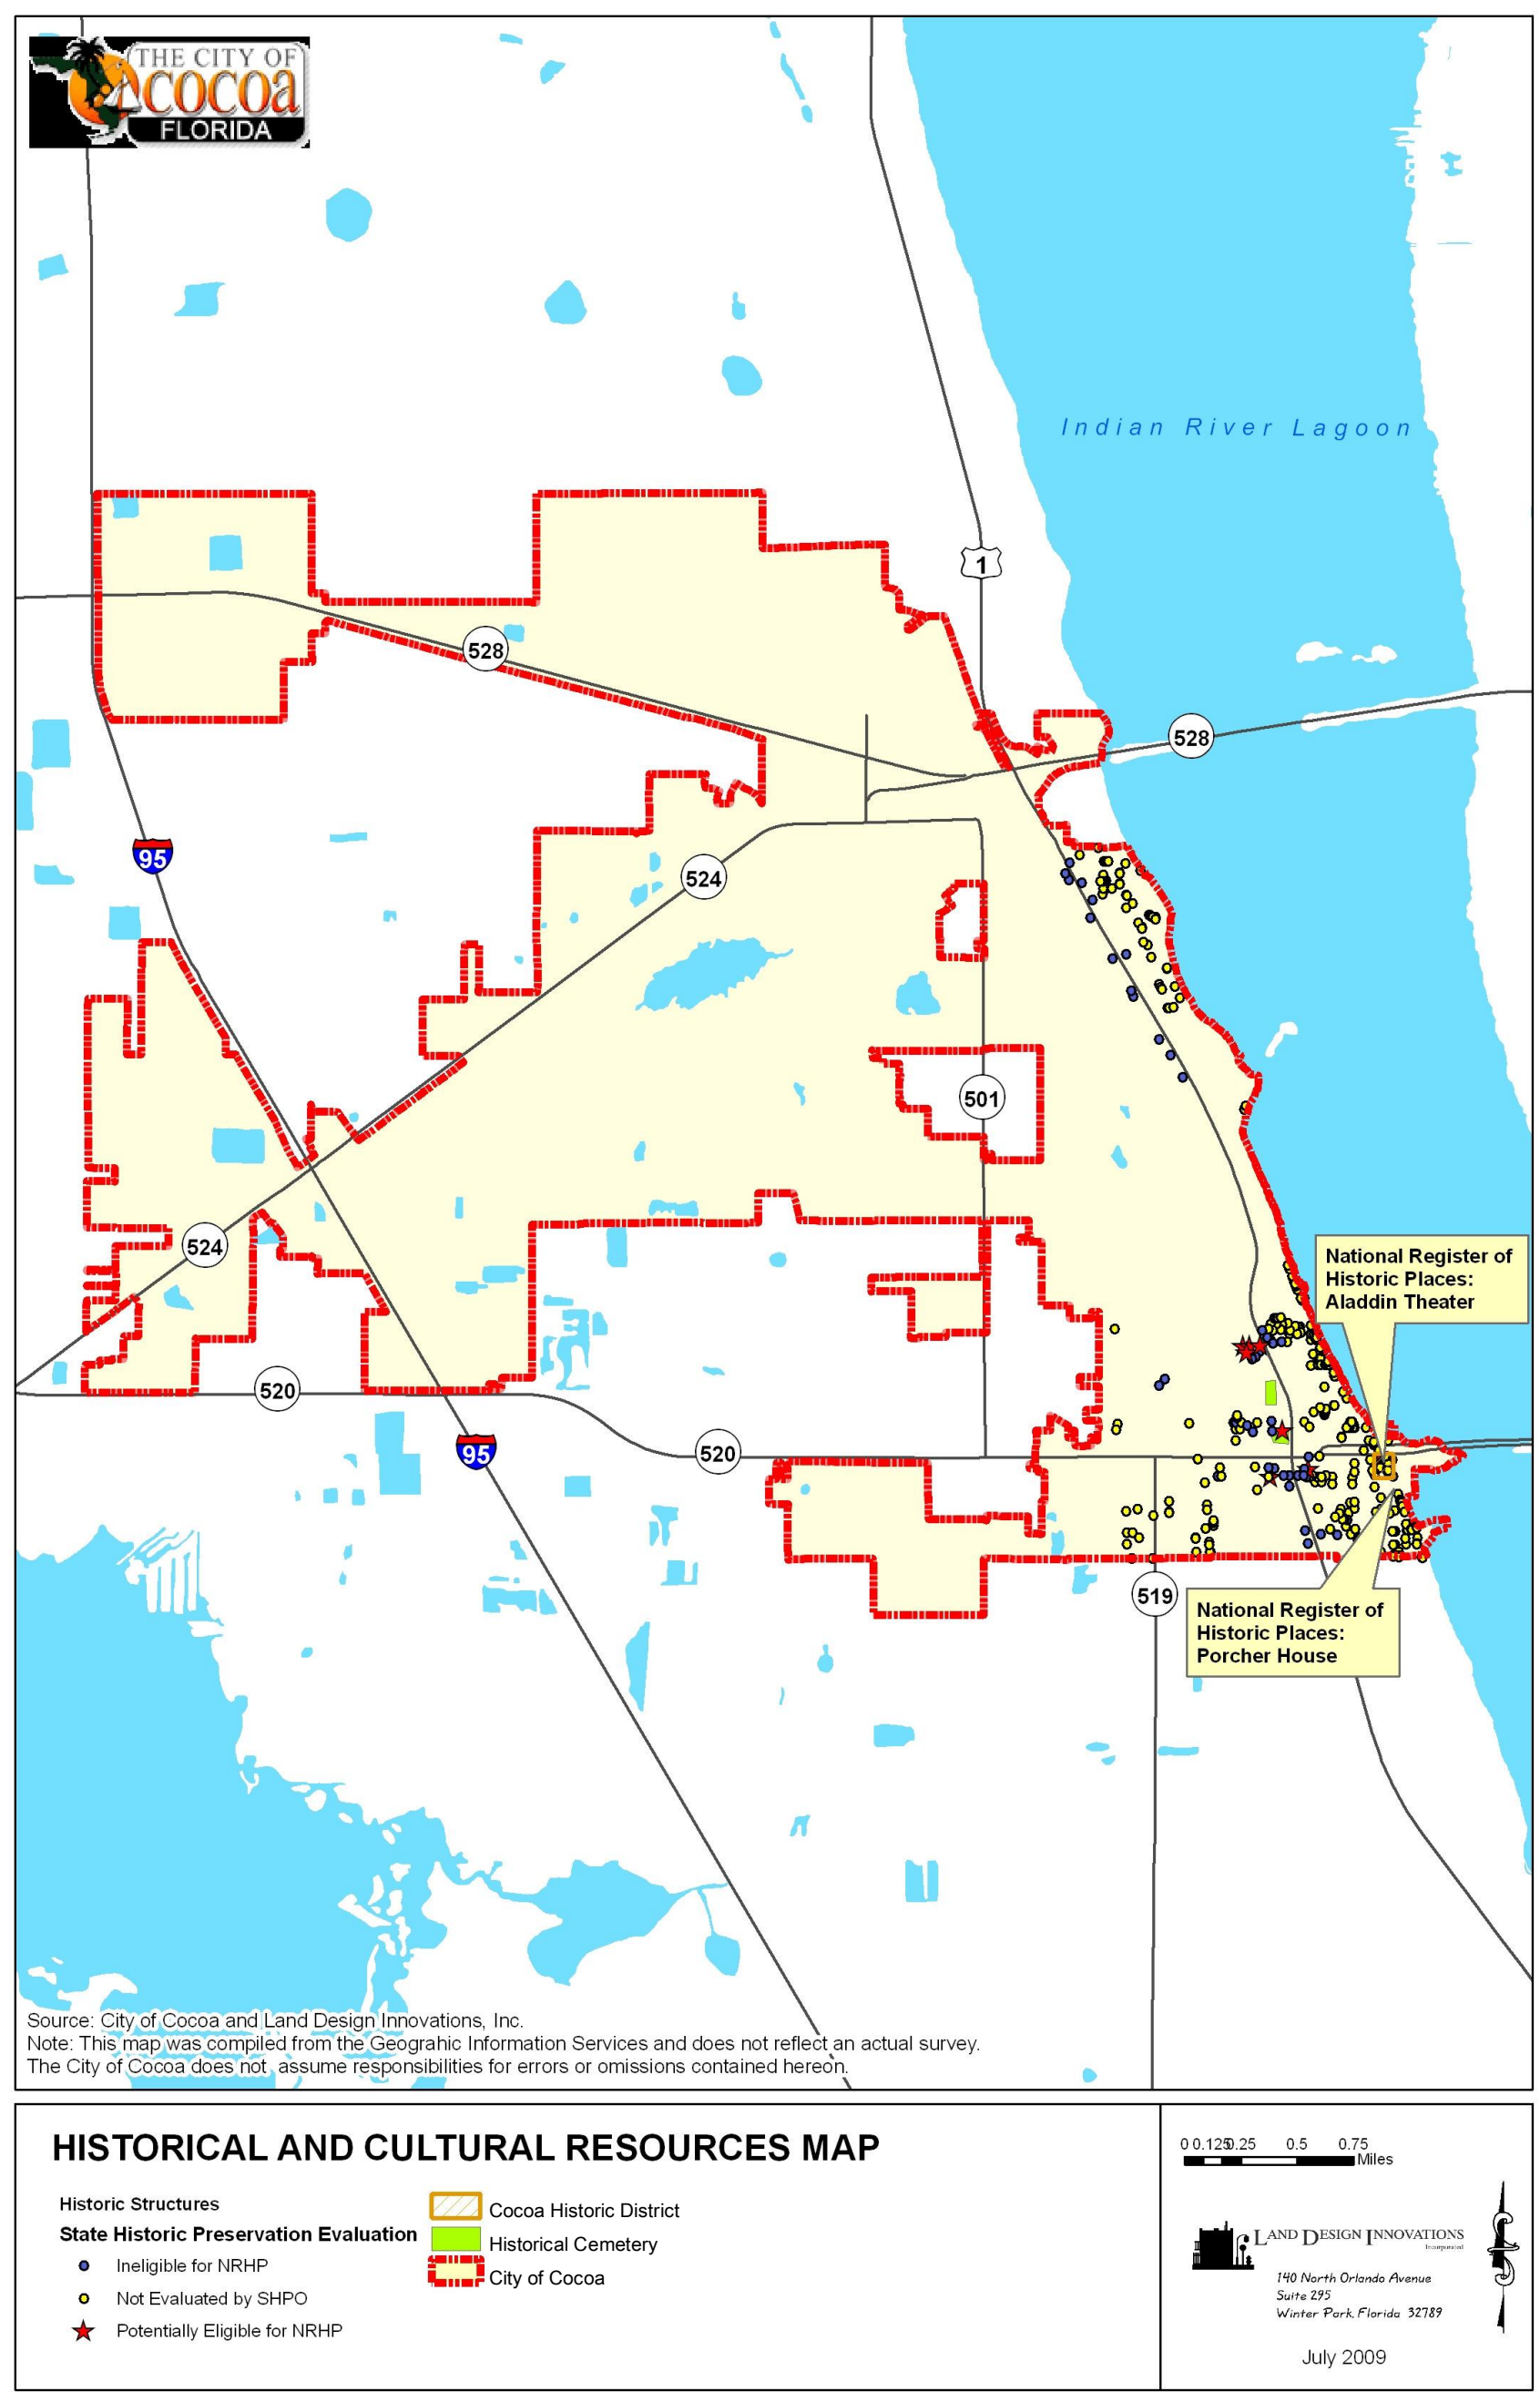 THE CITY OF
COCOA
FLORIDA
Indian River Lagoon
1
528
528
95
524
501
524
National Register of
Historic Places:
Aladdin Theater
520
95
520
519
National Register of
Historic Places:
Porcher House
Source: City of Cocoa and Land Design Innovations, Inc.
Note: This map was compiled from the Geograhic Information Services and does not reflect an actual survey.
The City of Cocoa does not assume responsibilities for errors or omissions contained hereon.
HISTORICAL AND CULTURAL RESOURCES MAP
Historic Structures
State Historic Preservation Evaluation
Ineligible for NRHP
Not Evaluated by SHPO
Potentially Eligible for NRHP
Cocoa Historic District
Historical Cemetery
City of Cocoa
0 0.125 0.25 0.5 0.75
Miles
LAND DESIGN INNOVATIONS
Incorporated
140 North Orlando Avenue
Suite 295
Winter Park, Florida 32789
July 2009